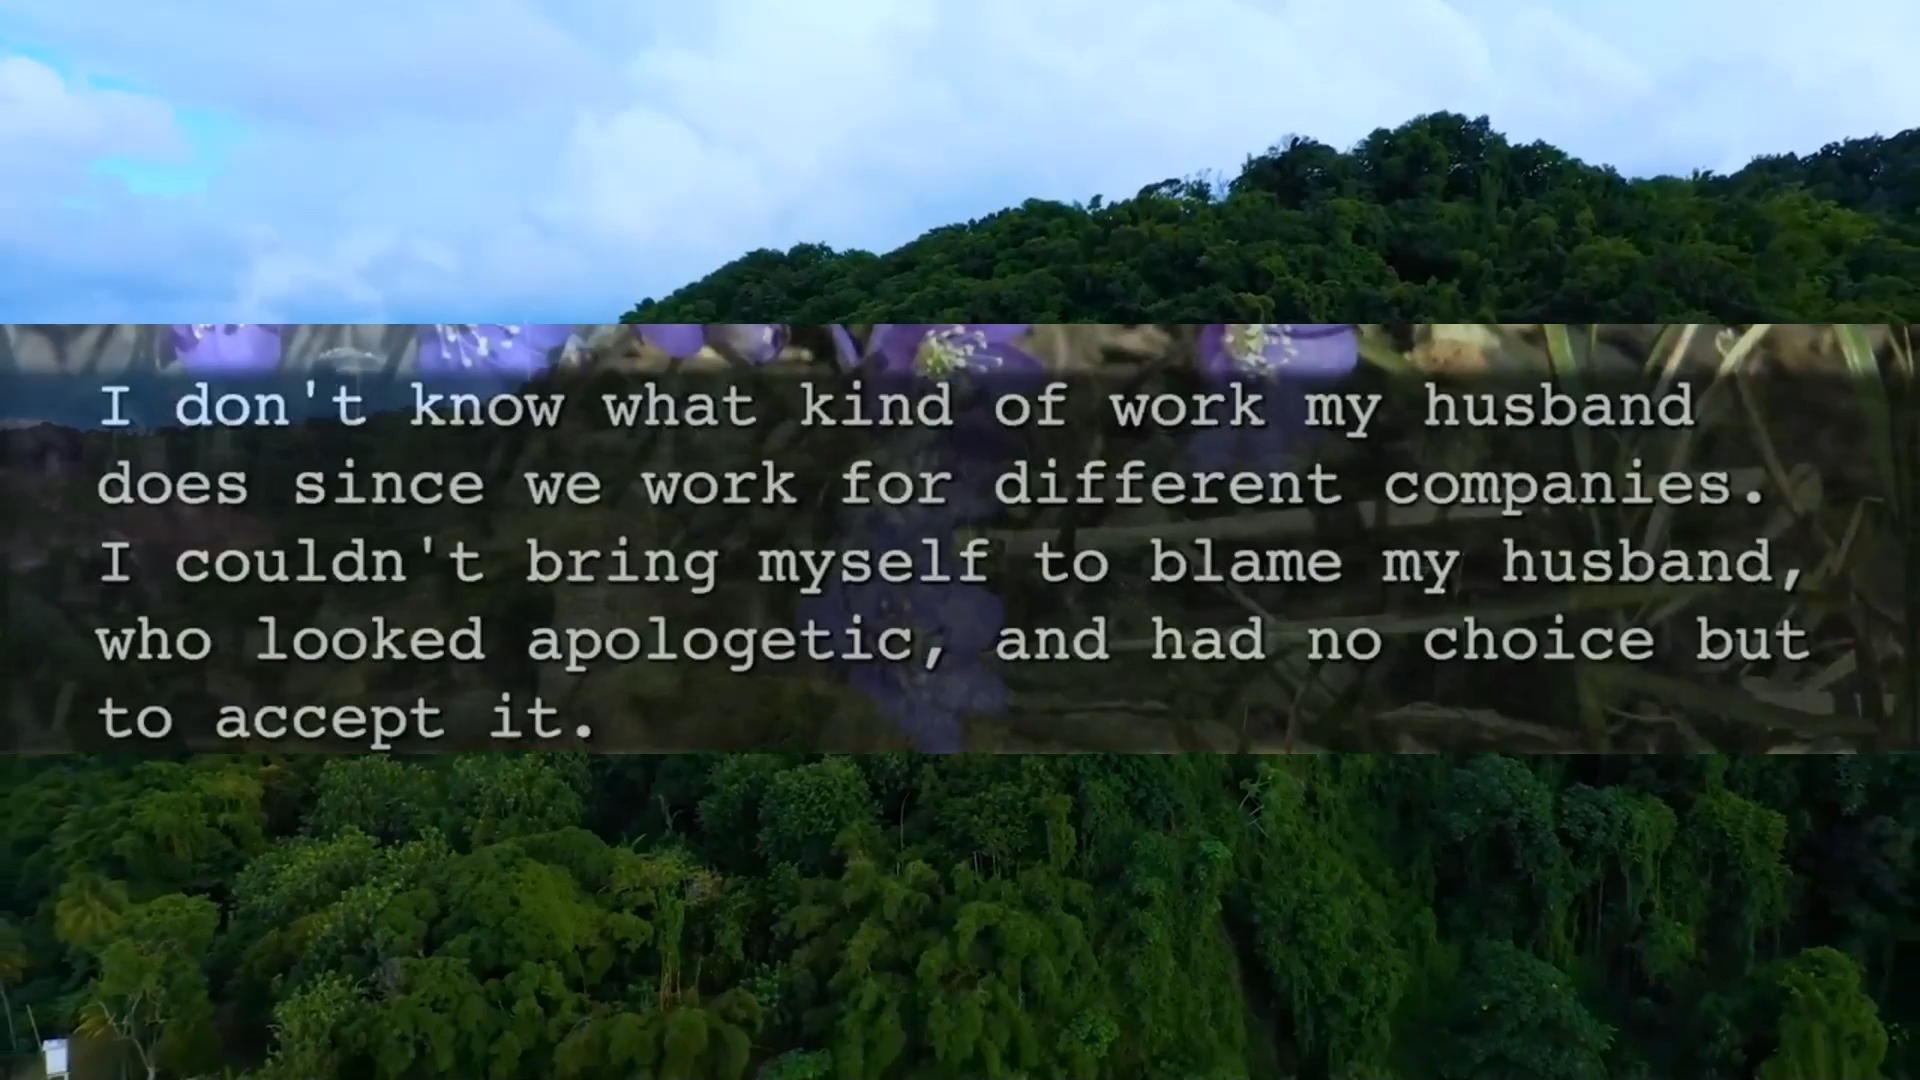 I don't know what kind of work my husband
does since we work for different companies.
I couldn't bring myself to blame my husband,
who looked apologetic, and had no choice but
to accept it.